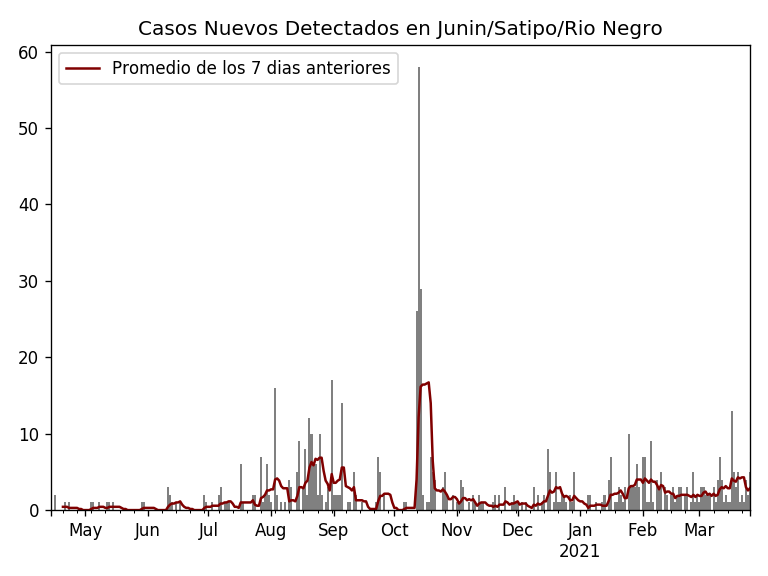 Casos Nuevos Detectados en Junin/Satipo/Rio Negro
Promedio de los 7 dias anteriores
60
50
40
30
20
10
0
May Jun Jul Aug Sep Oct Nov Dec Jan Feb Mar
2021